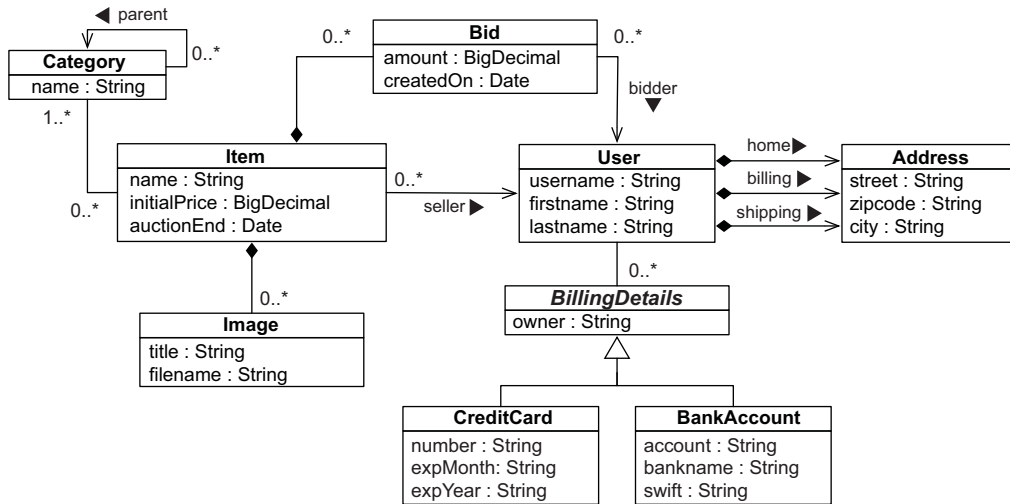 ◀ parent
0..*
Category
name : String
1..*
0..*
Bid
amount : BigDecimal
createdOn : Date
0..*
0..*
bidder
▼
Item
name : String
initialPrice : BigDecimal
auctionEnd : Date
0..*
0..*
seller ▶
User
username : String
firstname : String
lastname : String
home▶
billing ▶
shipping ▶
Address
street : String
zipcode : String
city : String
0..*
Image
title : String
filename : String
0..*
BillingDetails
owner : String
CreditCard
number : String
expMonth: String
expYear : String
BankAccount
account : String
bankname : String
swift : String